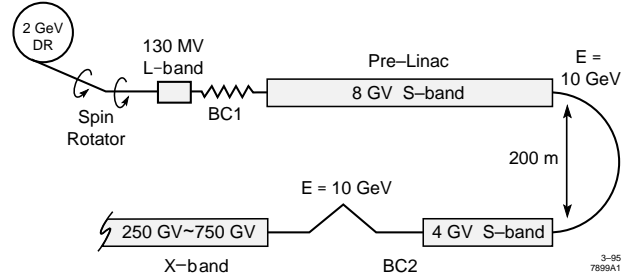 2 GeV
DR
130 MV
L–band
Spin
Rotator
BC1
Pre–Linac
8 GV S–band
E =
10 GeV
200 m
E = 10 GeV
250 GV~750 GV
4 GV S–band
X–band
BC2
3–95
7899A1